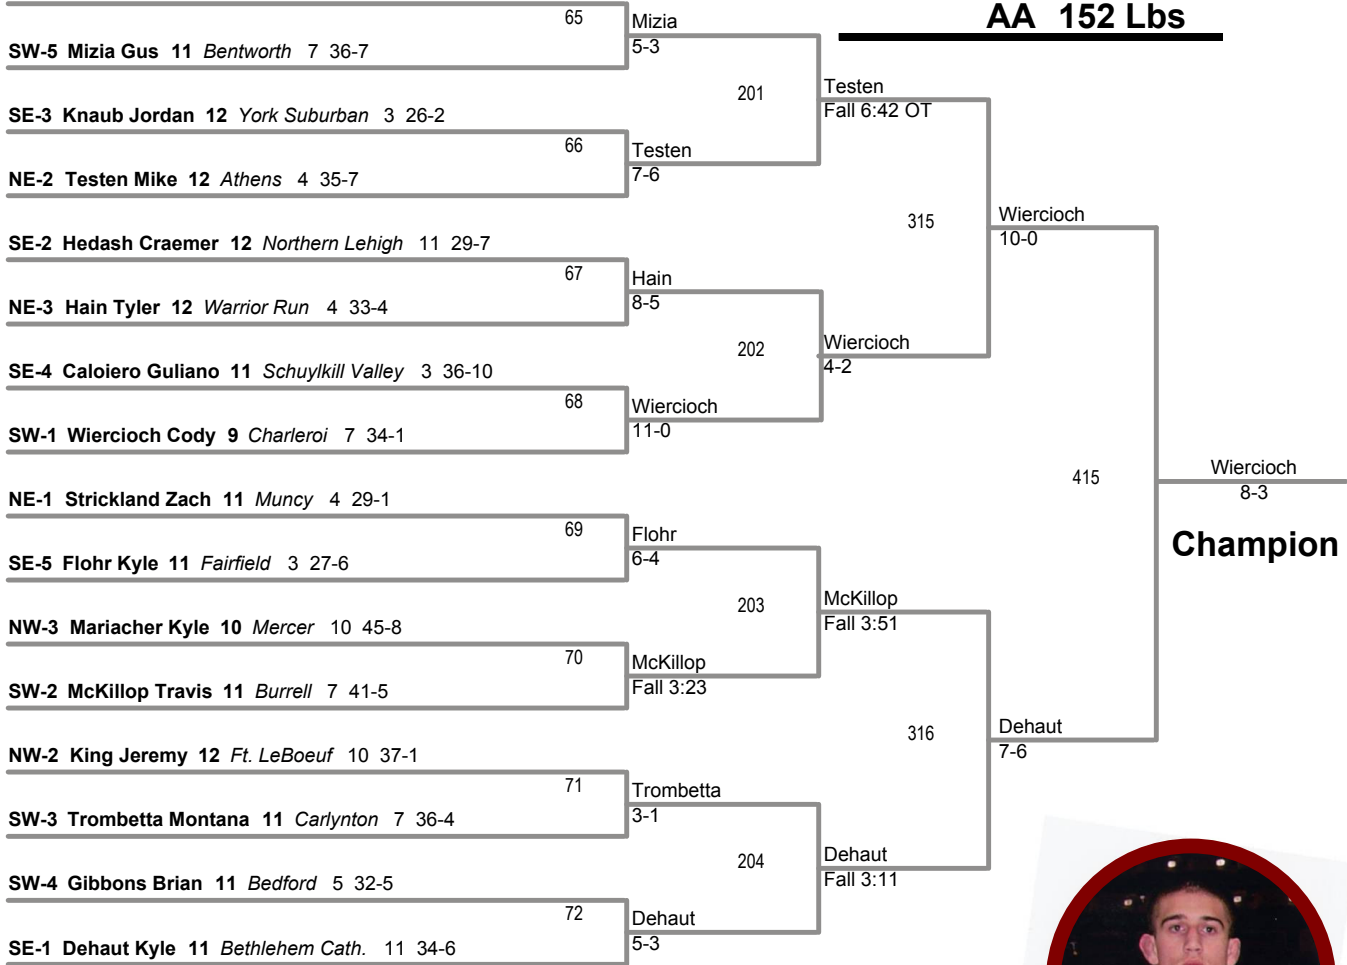 AA 152 Lbs
65
Mizia
5-3
SW-5 Mizia Gus 11 Bentworth 7 36-7
201
Testen
Fall 6:42 OT
SE-3 Knaub Jordan 12 York Suburban 3 26-2
66
Testen
7-6
NE-2 Testen Mike 12 Athens 4 35-7
315
Wiercioch
10-0
SE-2 Hedash Craemer 12 Northern Lehigh 11 29-7
67
Hain
8-5
NE-3 Hain Tyler 12 Warrior Run 4 33-4
202
Wiercioch
4-2
SE-4 Caloiero Guliano 11 Schuylkill Valley 3 36-10
68
Wiercioch
11-0
SW-1 Wiercioch Cody 9 Charleroi 7 34-1
415
Wiercioch
8-3
Champion
NE-1 Strickland Zach 11 Muncy 4 29-1
69
Flohr
6-4
SE-5 Flohr Kyle 11 Fairfield 3 27-6
203
McKillop
Fall 3:51
NW-3 Mariacher Kyle 10 Mercer 10 45-8
70
McKillop
Fall 3:23
SW-2 McKillop Travis 11 Burrell 7 41-5
316
Dehaut
7-6
NW-2 King Jeremy 12 Ft. LeBoeuf 10 37-1
71
Trombetta
3-1
SW-3 Trombetta Montana 11 Carlynton 7 36-4
204
Dehaut
Fall 3:11
SW-4 Gibbons Brian 11 Bedford 5 32-5
72
Dehaut
5-3
SE-1 Dehaut Kyle 11 Bethlehem Cath. 11 34-6